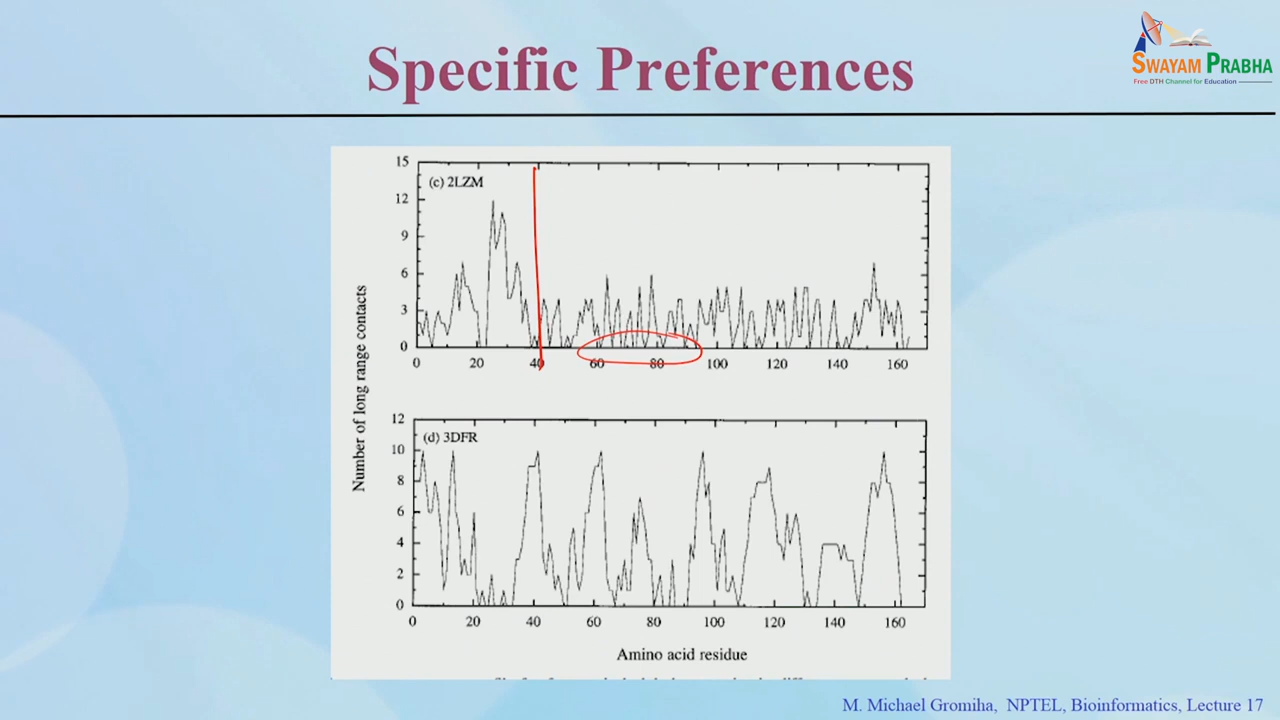 Specific Preferences
SWAYAM PRABHA
Free DTH Channel for Education
15
(c) 2LZM
12
9
6
3
0
0 20 40 60 80 100 120 140 160
Number of long range contacts
12
(d) 3DFR
10
8
6
4
2
0
0 20 40 60 80 100 120 140 160
Amino acid residue
M. Michael Gromiha, NPTEL, Bioinformatics, Lecture 17